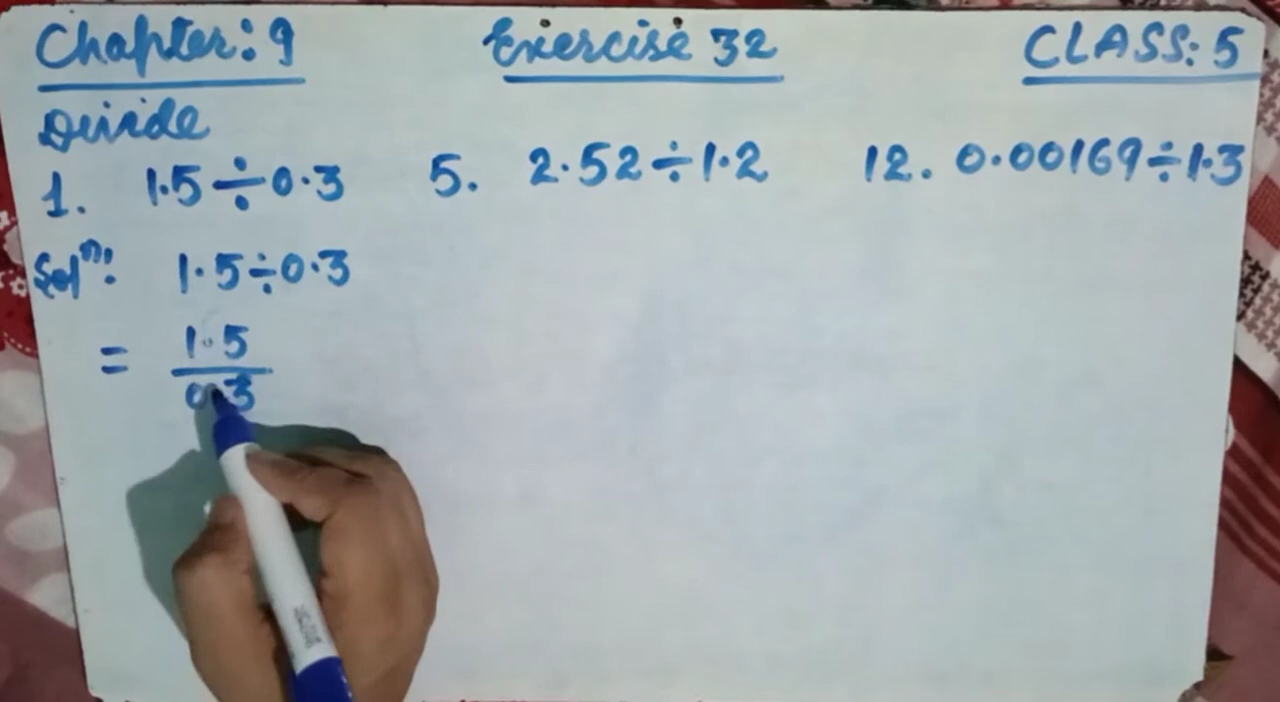 Chapter: 9 Exercise 32 CLASS: 5
Divide
1. 1.5÷0.3 5. 2.52÷1.2 12. 0.00169÷1.3
Solⁿ: 1.5÷0.3
= 1.5
0.3